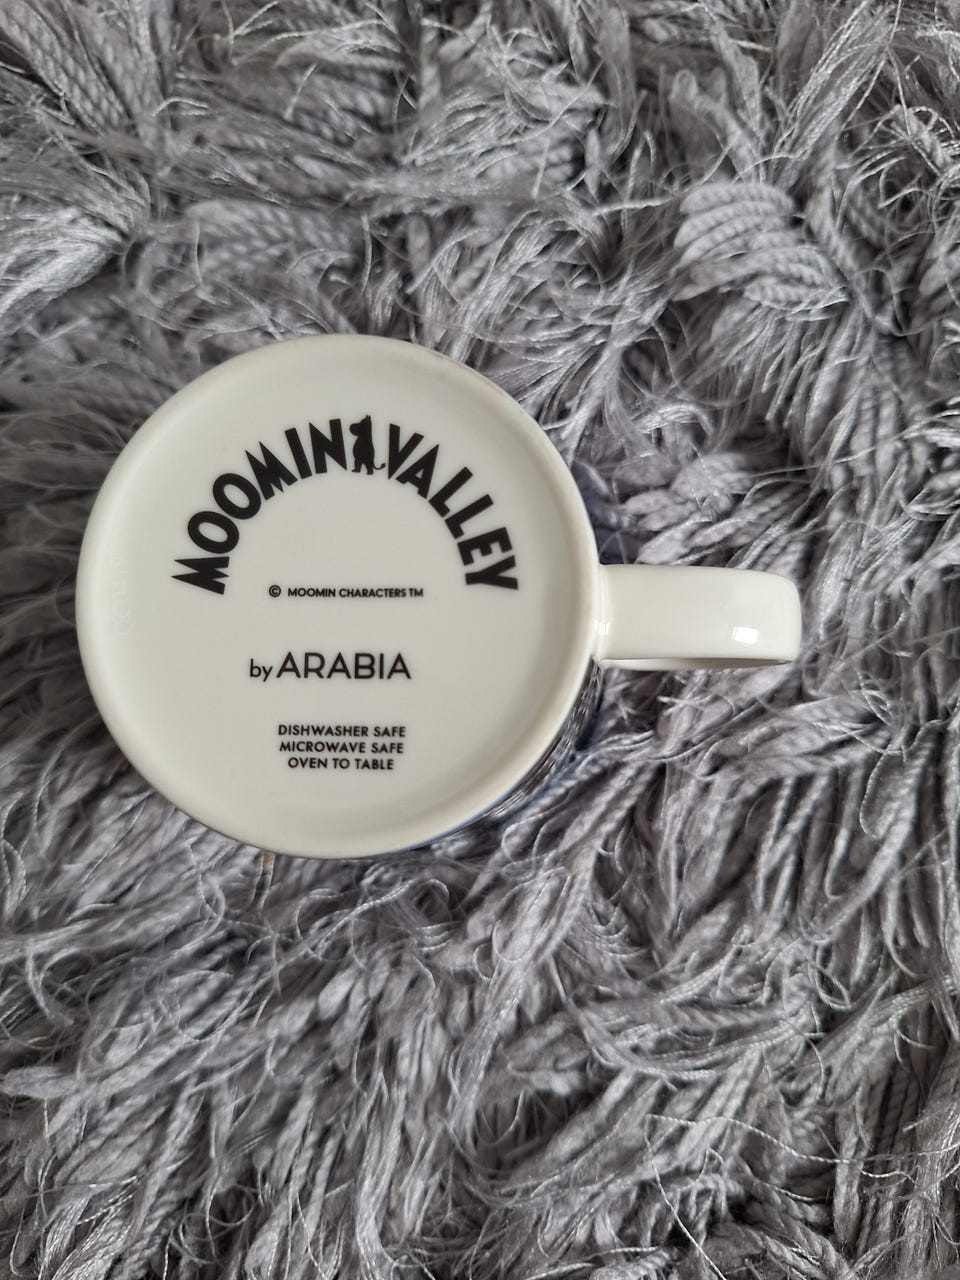 MOOMINVALLEY
© MOOMIN CHARACTERS TM
by ARABIA
DISHWASHER SAFE
MICROWAVE SAFE
OVEN TO TABLE